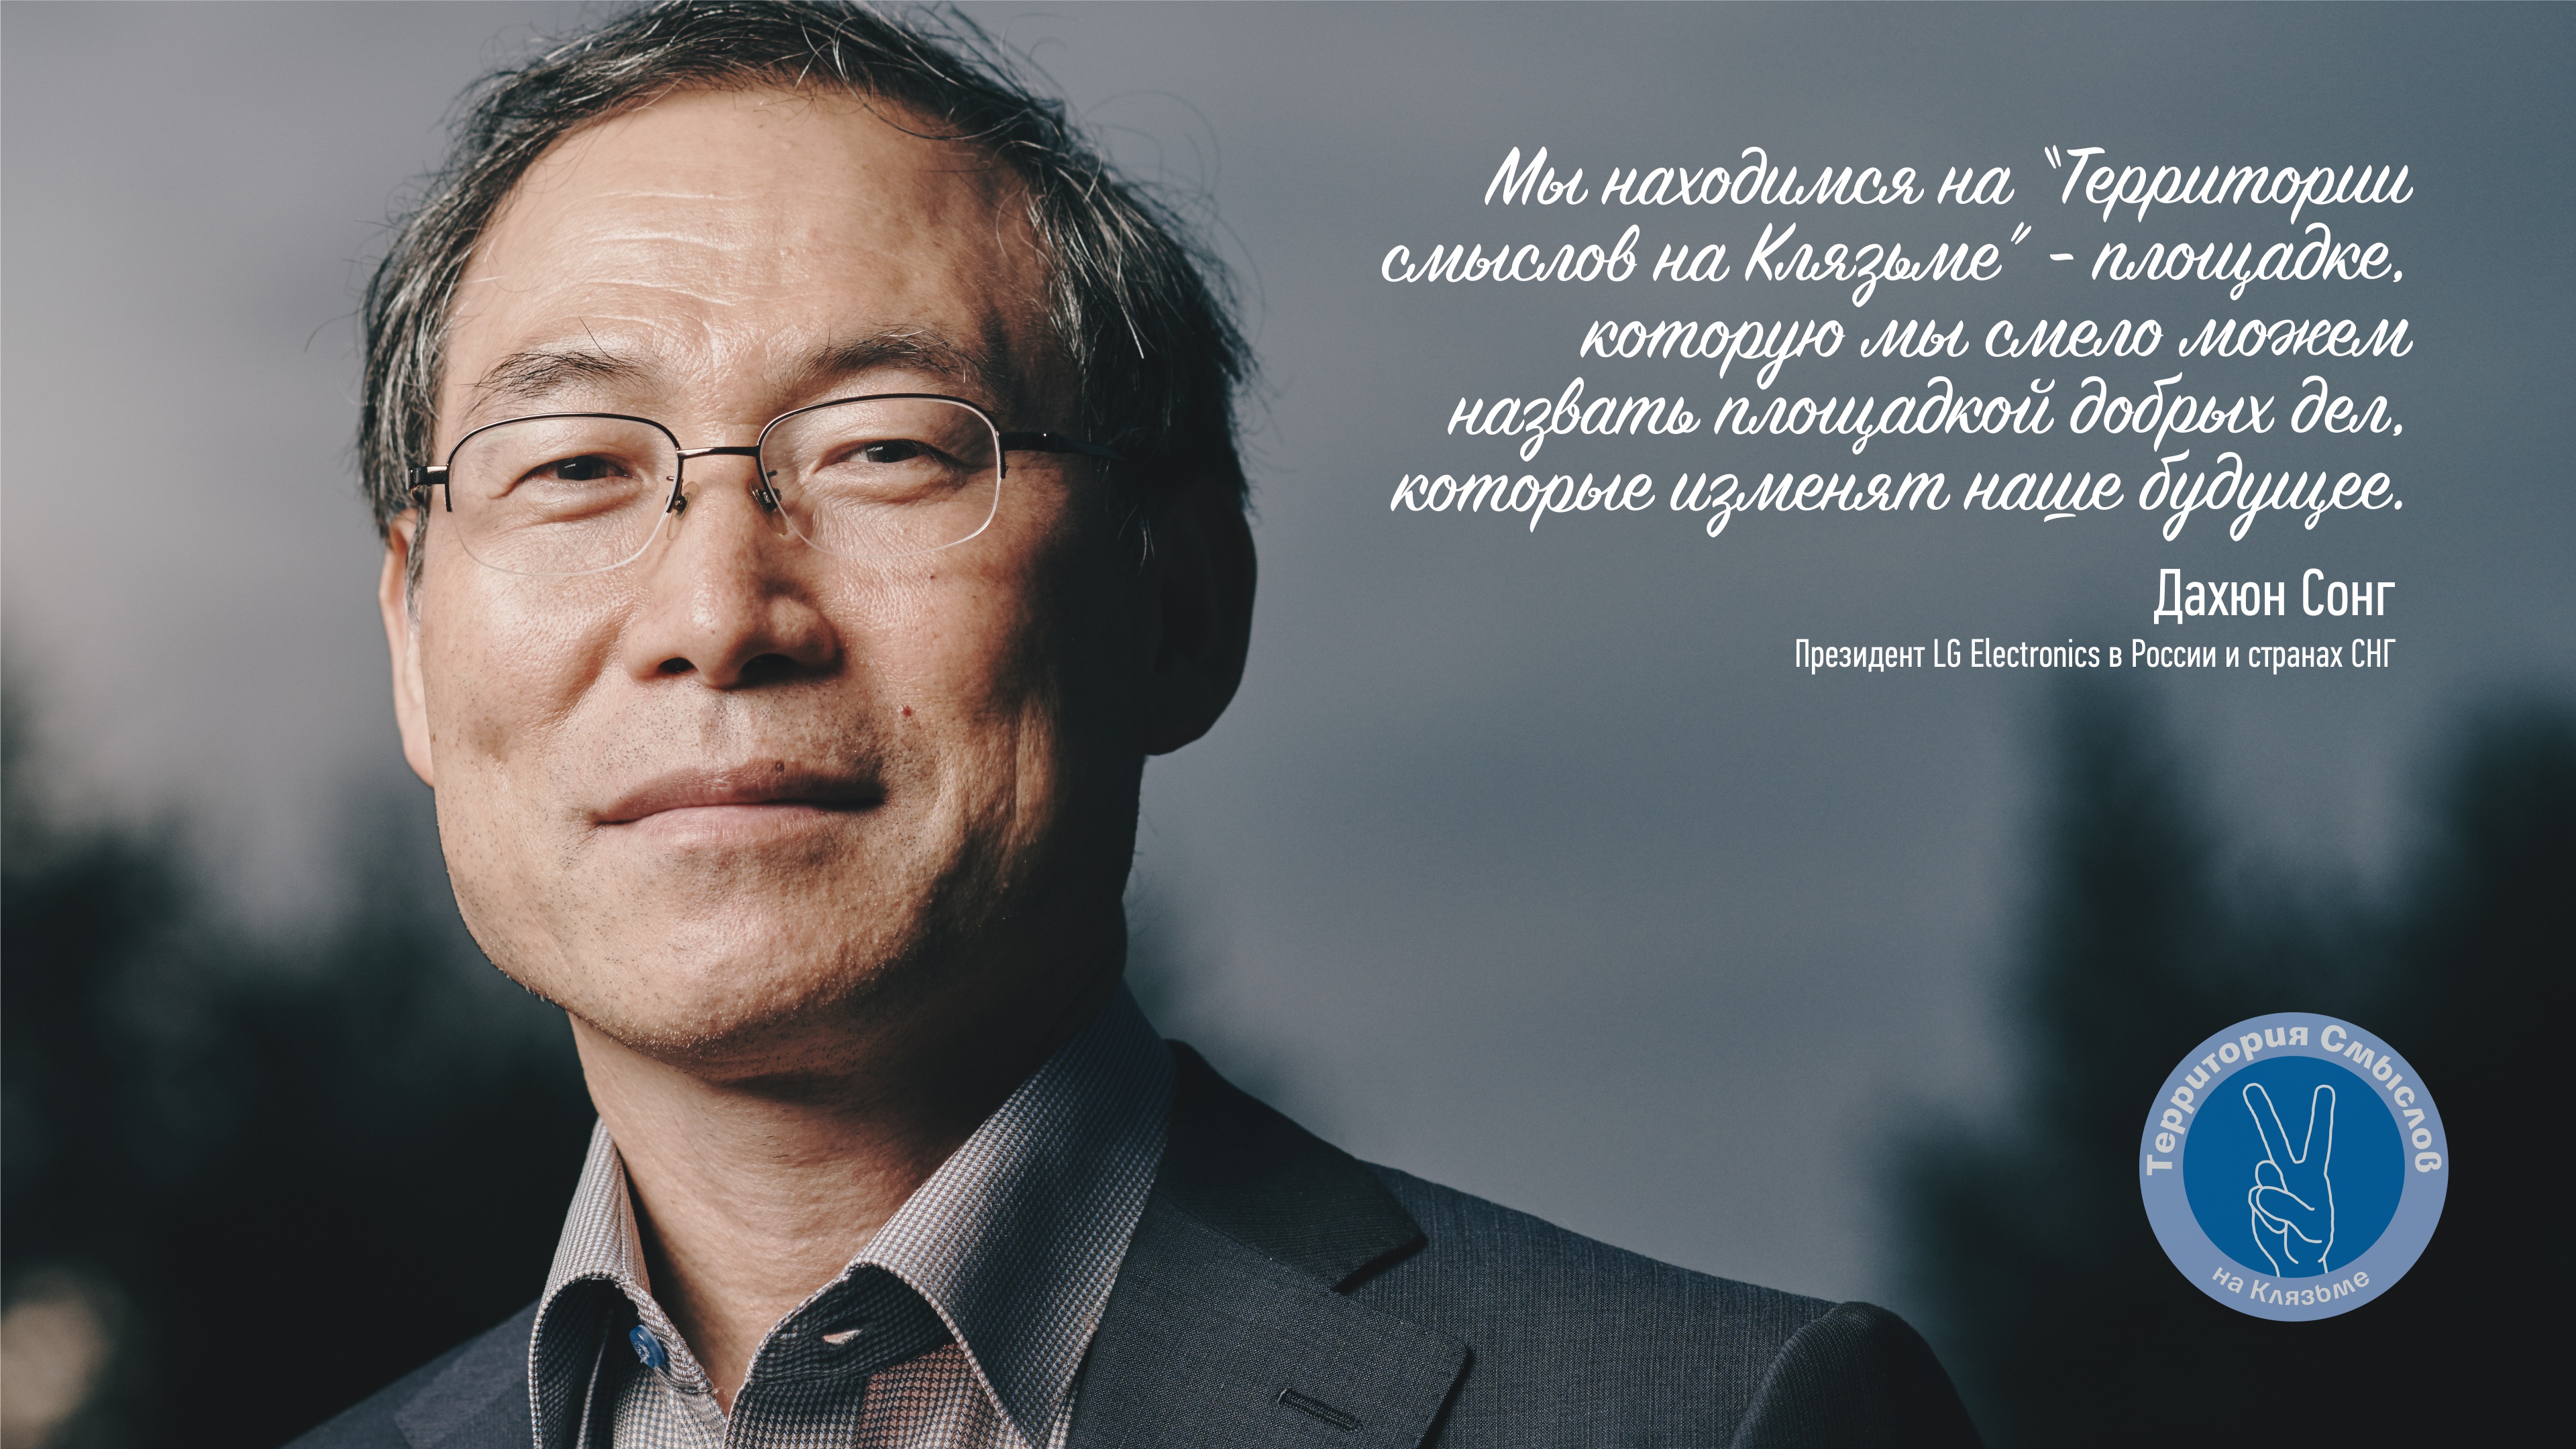 Мы находимся на "Территории
смыслов на Клязьме" - площадке,
которую мы смело можем
назвать площадкой добрых дел,
которые изменят наше будущее.
Дахюн Сонг
Президент LG Electronics в России и странах СНГ
Территория Смыслов
на Клязьме